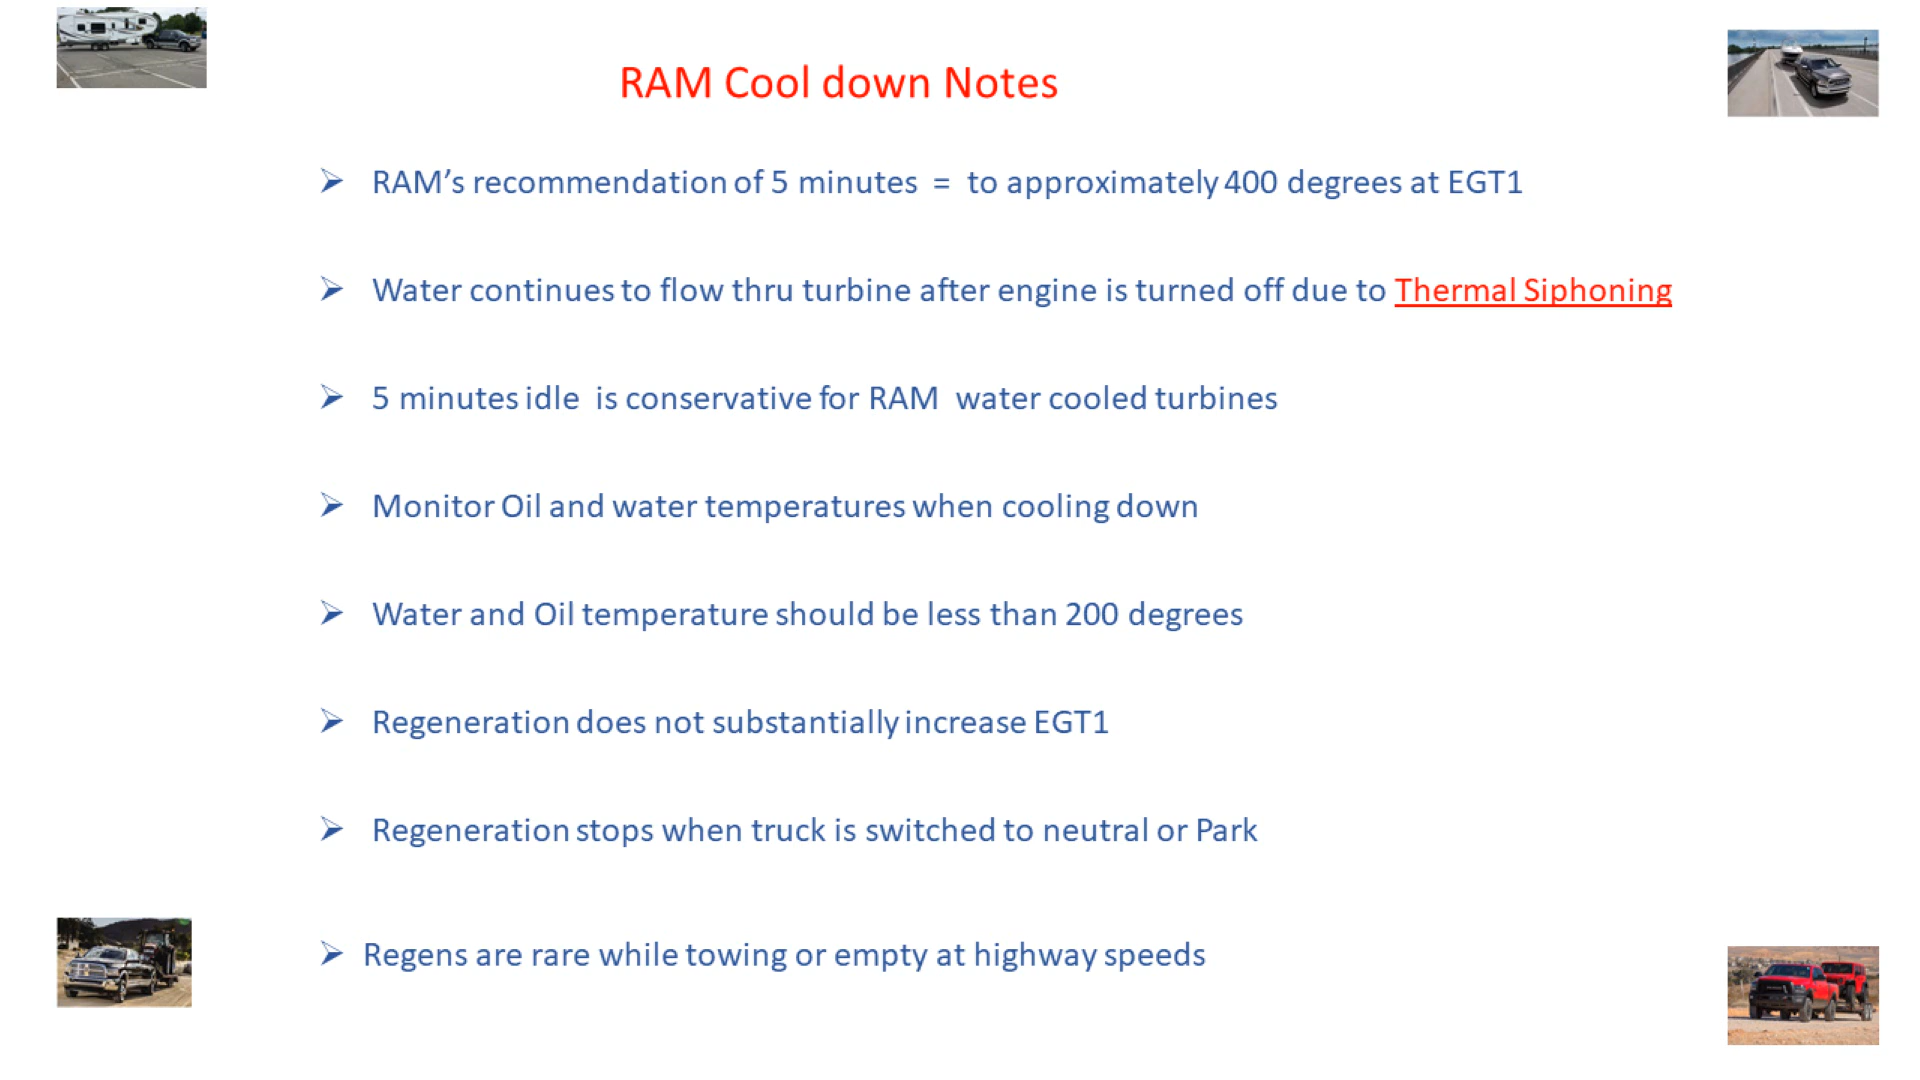 RAM Cool down Notes
➢ RAM’s recommendation of 5 minutes = to approximately 400 degrees at EGT1
➢ Water continues to flow thru turbine after engine is turned off due to Thermal Siphoning
➢ 5 minutes idle is conservative for RAM water cooled turbines
➢ Monitor Oil and water temperatures when cooling down
➢ Water and Oil temperature should be less than 200 degrees
➢ Regeneration does not substantially increase EGT1
➢ Regeneration stops when truck is switched to neutral or Park
➢ Regens are rare while towing or empty at highway speeds